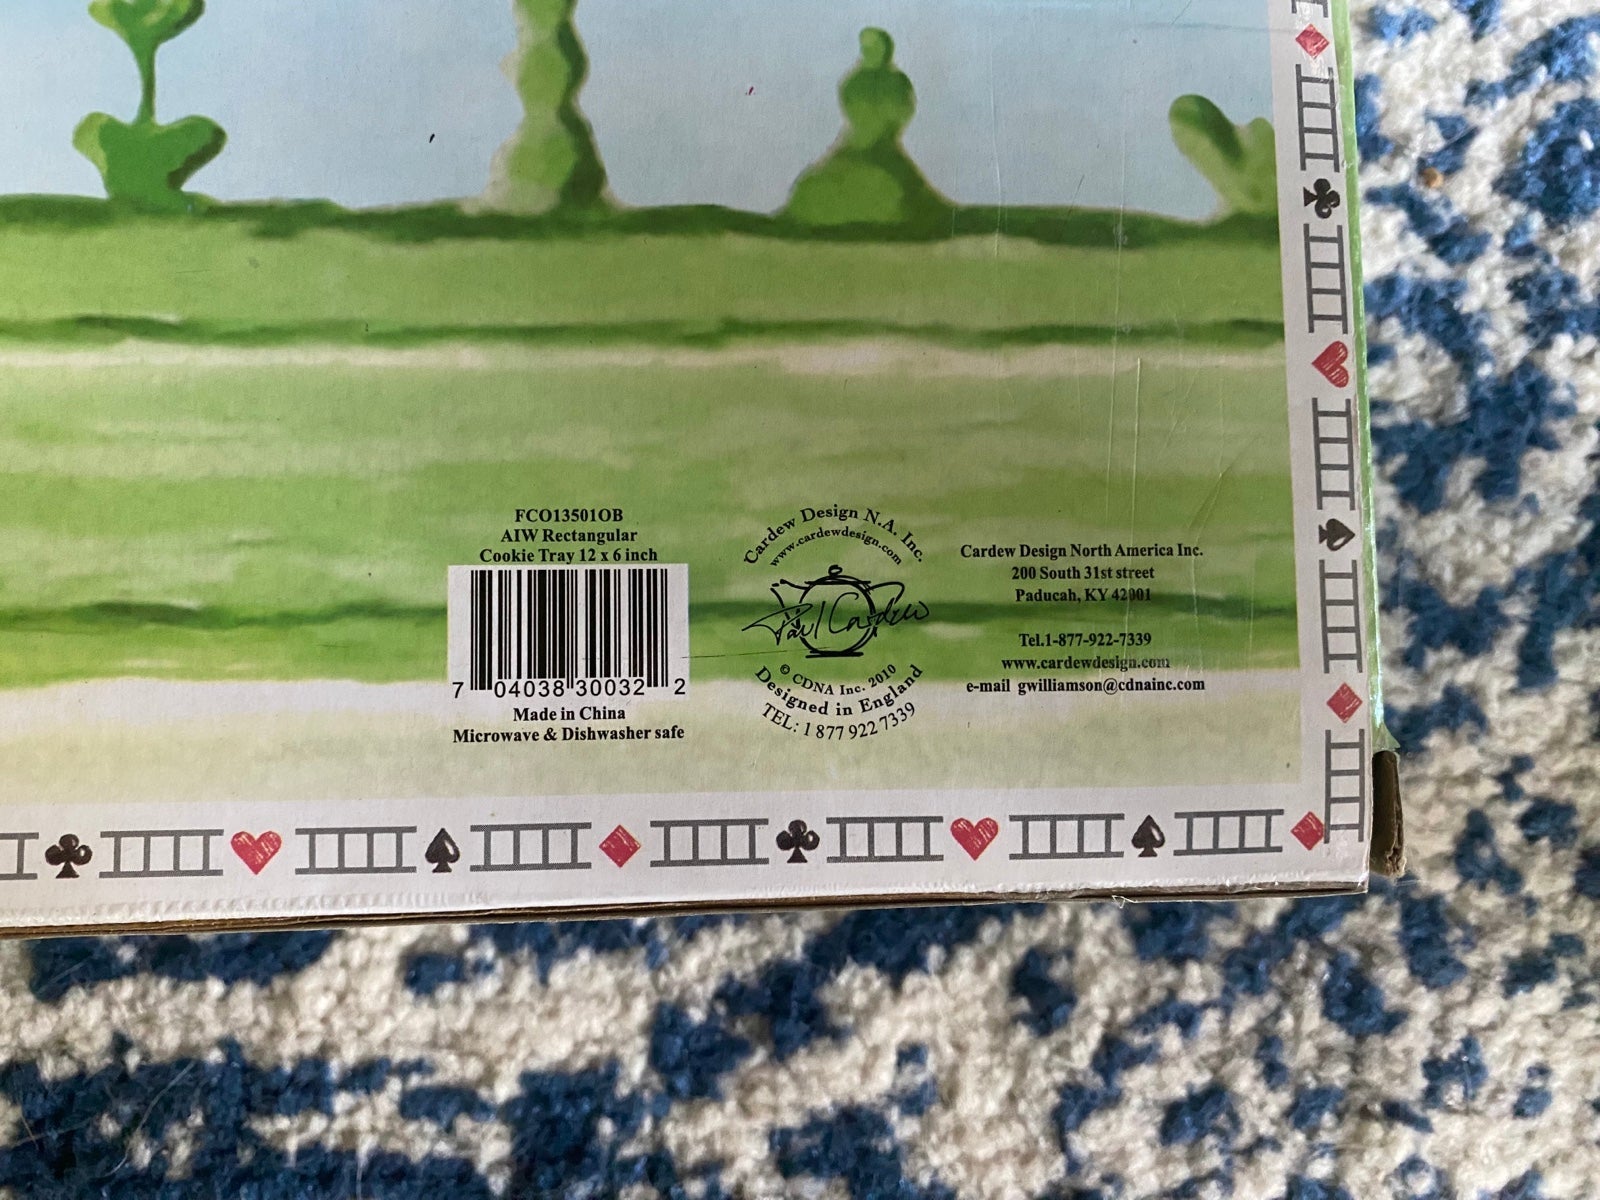 FCO13501OB
AIW Rectangular
Cookie Tray 12 x 6 inch
7 04038 30032 2
Made in China
Microwave & Dishwasher safe
Cardew Design N.A. Inc.
www.cardewdesign.com
Paul Cardew
© CDNA Inc. 2010
Designed in England
TEL: 1 877 922 7339
Cardew Design North America Inc.
200 South 31st street
Paducah, KY 42001
Tel.1-877-922-7339
www.cardewdesign.com
e-mail gwilliamson@cdnainc.com